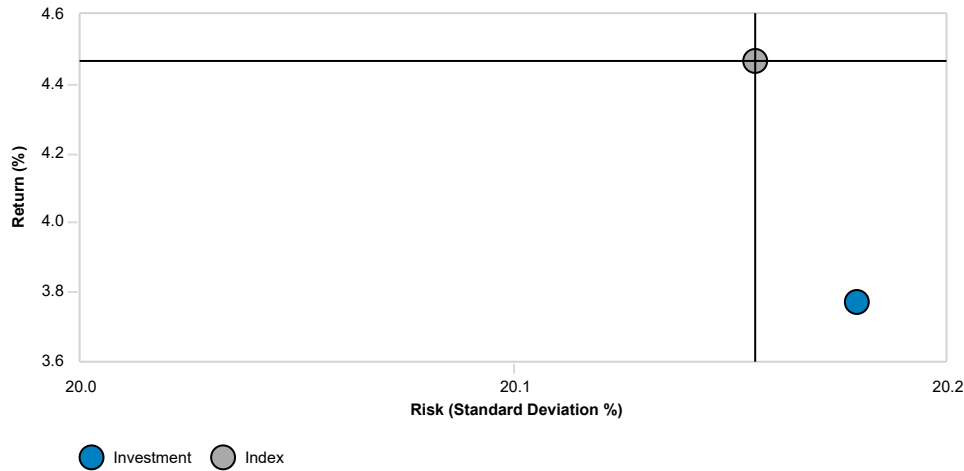 4.6
4.4
4.2
4.0
3.8
3.6
Return (%)
20.0 20.1 20.2
Risk (Standard Deviation %)
Investment Index